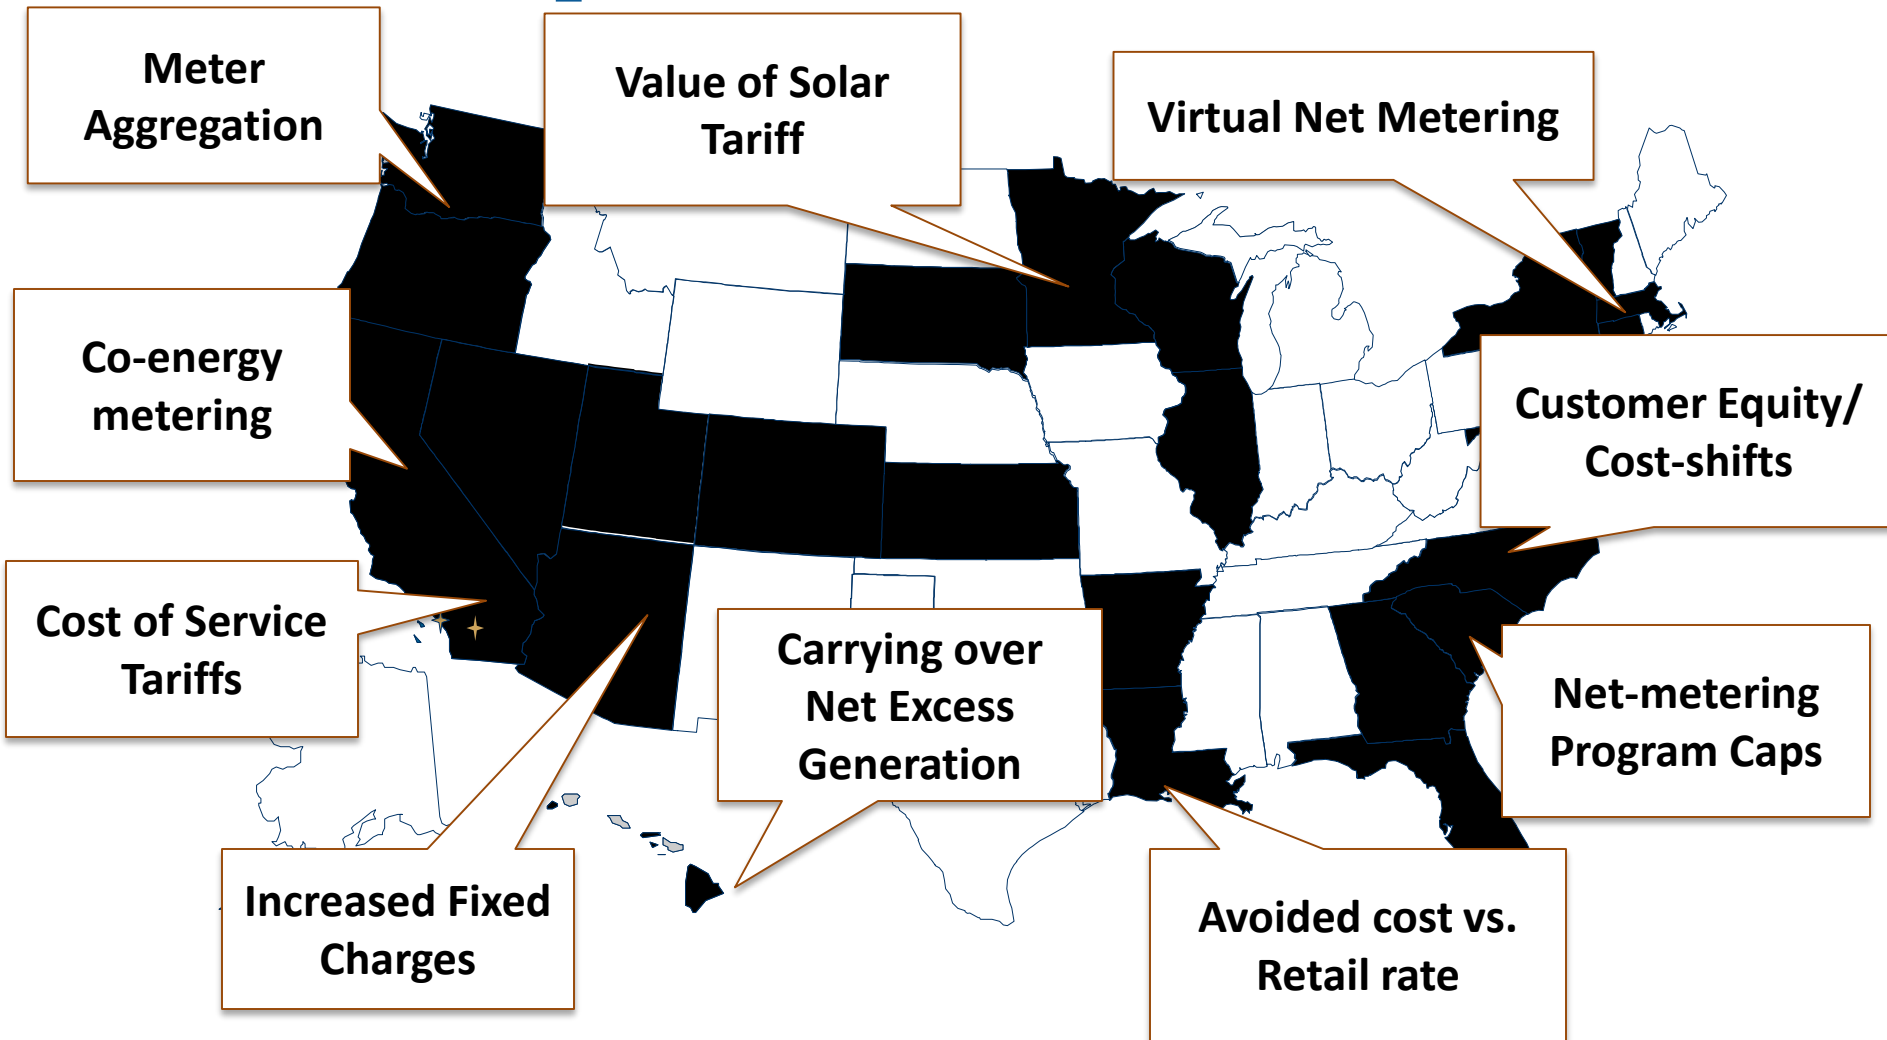 Meter
Aggregation
Value of Solar
Tariff
Virtual Net Metering
Co-energy
metering
Customer Equity/
Cost-shifts
Cost of Service
Tariffs
Carrying over
Net Excess
Generation
Net-metering
Program Caps
Increased Fixed
Charges
Avoided cost vs.
Retail rate